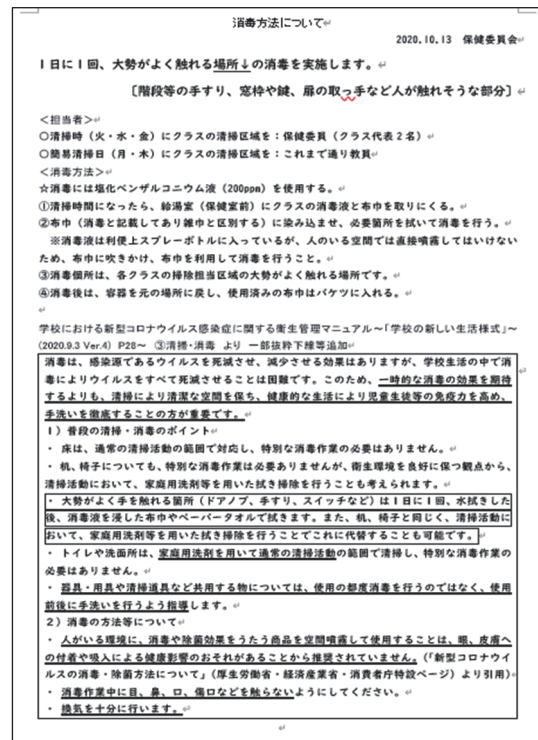 消毒方法について
2020.10.13　保健委員会
１日に１回、大勢がよく触れる場所↓の消毒を実施します。
〔階段等の手すり、窓枠や鍵、扉の取っ手など人が触れそうな部分〕
＜担当者＞
○清掃時（火・水・金）にクラスの清掃区域を：保健委員（クラス代表２名）
○簡易清掃日（月・木）にクラスの清掃区域を：これまで通り教員
＜消毒方法＞
☆消毒には塩化ベンザルコニウム液（200ppm）を使用する。
①清掃時間になったら、給湯室（保健室前）にクラスの消毒液と布巾を取りにくる。
②布巾（消毒と記載してあり雑巾と区別する）に染み込ませ、必要箇所を拭いて消毒を行う。
※消毒液は利便上スプレーボトルに入っているが、人のいる空間では直接噴霧してはいけない
ため、布巾に吹きかけ、布巾を利用して消毒を行うこと。
③消毒個所は、各クラスの掃除担当区域の大勢がよく触れる場所です。
④消毒後は、容器を元の場所に戻し、使用済みの布巾はバケツに入れる。
学校における新型コロナウイルス感染症に関する衛生管理マニュアル～「学校の新しい生活様式」～
(2020.9.3 Ver.4)　P28～　③清掃・消毒　より　一部抜粋下線等追加
消毒は、感染源であるウイルスを死滅させ、減少させる効果はありますが、学校生活の中で消
毒によりウイルスをすべて死滅させることは困難です。このため、一時的な消毒の効果を期待
するよりも、清掃により清潔な空間を保ち、健康的な生活により児童生徒等の免疫力を高め、
手洗いを徹底することの方が重要です。
１）普段の清掃・消毒のポイント
・ 床は、通常の清掃活動の範囲で対応し、特別な消毒作業の必要はありません。
・ 机、椅子についても、特別な消毒作業は必要ありませんが、衛生環境を良好に保つ観点から、
清掃活動において、家庭用洗剤等を用いた拭き掃除を行うことも考えられます。
・ 大勢がよく手を触れる箇所（ドアノブ、手すり、スイッチなど）は１日に１回、水拭きした
後、消毒液を浸した布巾やペーパータオルで拭きます。また、机、椅子と同じく、清掃活動に
おいて、家庭用洗剤等を用いた拭き掃除を行うことでこれに代替することも可能です。
・ トイレや洗面所は、家庭用洗剤を用いて通常の清掃活動の範囲で清掃し、特別な消毒作業の
必要はありません。
・ 器具・用具や清掃道具など共用する物については、使用の都度消毒を行うのではなく、使用
前後に手洗いを行うよう指導します。
２）消毒の方法等について
・ 人がいる環境に、消毒や除菌効果をうたう商品を空間噴霧して使用することは、眼、皮膚へ
の付着や吸入による健康影響のおそれがあることから推奨されていません。（「新型コロナウイ
ルスの消毒・除菌方法について」（厚生労働省・経済産業省・消費者庁特設ページ）より引用）
・ 消毒作業中に目、鼻、口、傷口などを触らないようにしてください。
・ 換気を十分に行います。